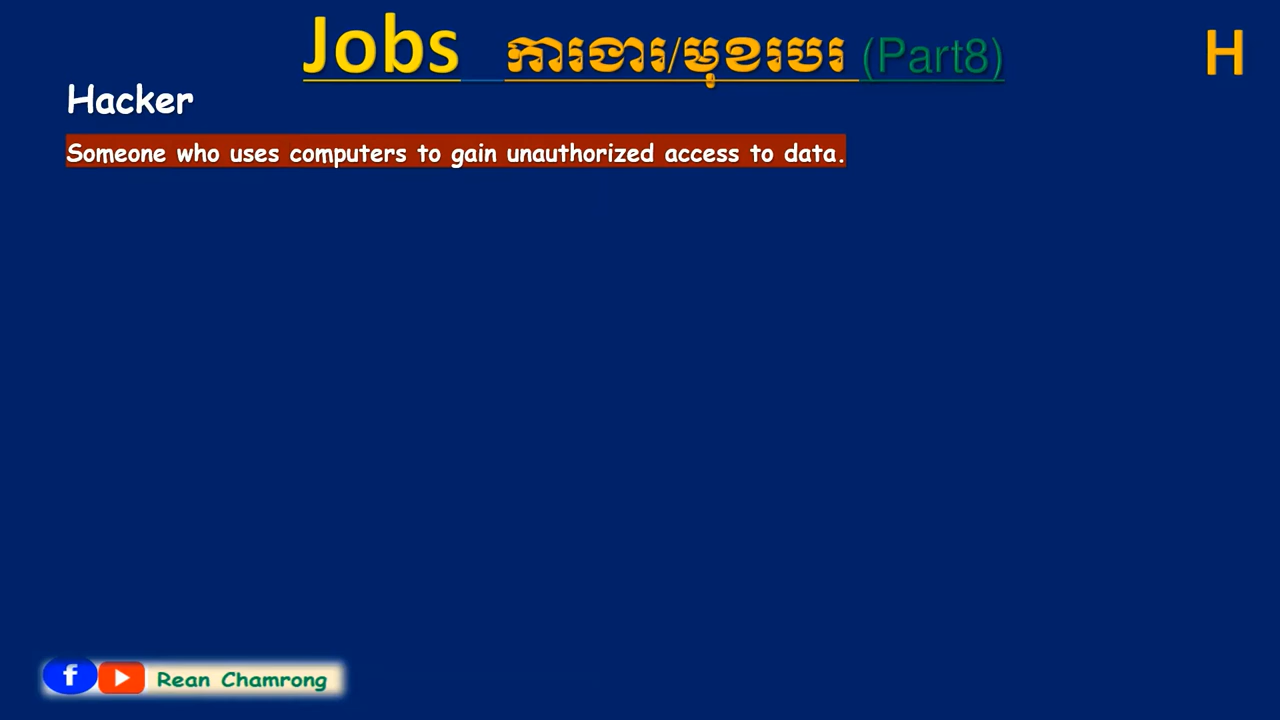 Jobs ការងារ/មុខរបរ (Part8)
H
Hacker
Someone who uses computers to gain unauthorized access to data.
f Rean Chamrong